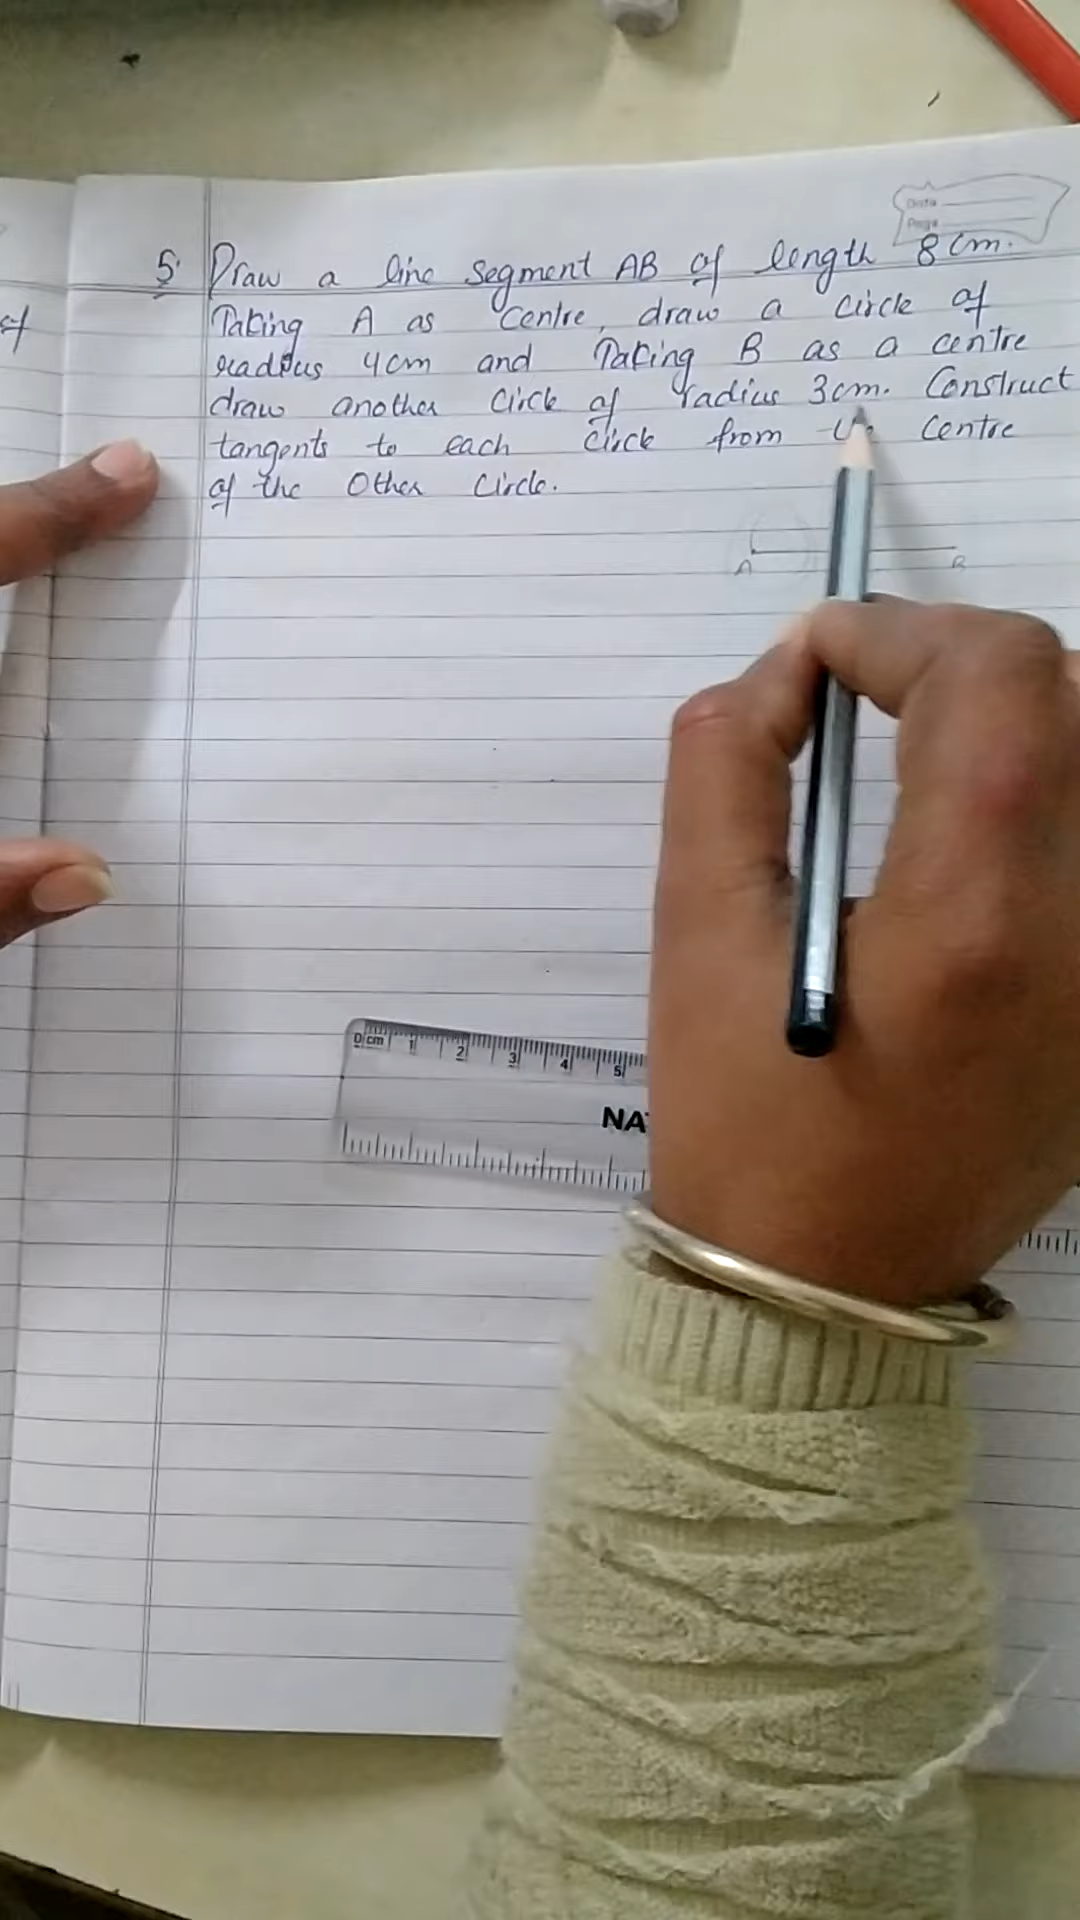 Date
Page
5. Draw a line segment AB of length 8 cm.
Taking A as Centre, draw a circle of
radius 4cm and Taking B as a centre
draw another Circle of radius 3cm. Construct
tangents to each Circle from centre
of the Other Circle.
of
A B
0 cm 1 2 3 4 5
NA